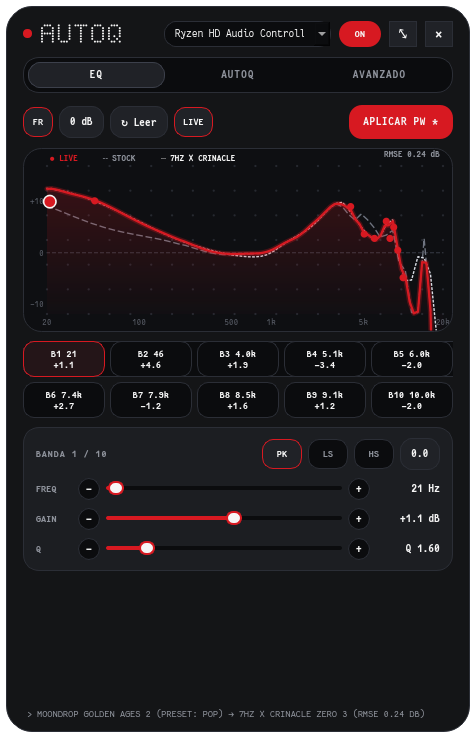 AUTOQ
Ryzen HD Audio Controll
ON
×
EQ
AUTOQ
AVANZADO
FR
0 dB
↻ Leer
LIVE
APLICAR PW *
● LIVE
— STOCK
— 7HZ X CRINACLE
RMSE 0.24 dB
+10
0
−10
20
100
500
1k
5k
20k
B1 21
+1.1
B2 46
+4.6
B3 4.0k
+1.9
B4 5.1k
−3.4
B5 6.0k
−2.0
B6 7.4k
+2.7
B7 7.9k
−1.2
B8 8.5k
+1.6
B9 9.1k
+1.2
B10 10.0k
−2.0
BANDA 1 / 10
PK
LS
HS
0.0
FREQ
−
+
21 Hz
GAIN
−
+
+1.1 dB
Q
−
+
Q 1.60
> MOONDROP GOLDEN AGES 2 (PRESET: POP) → 7HZ X CRINACLE ZERO 3 (RMSE 0.24 DB)